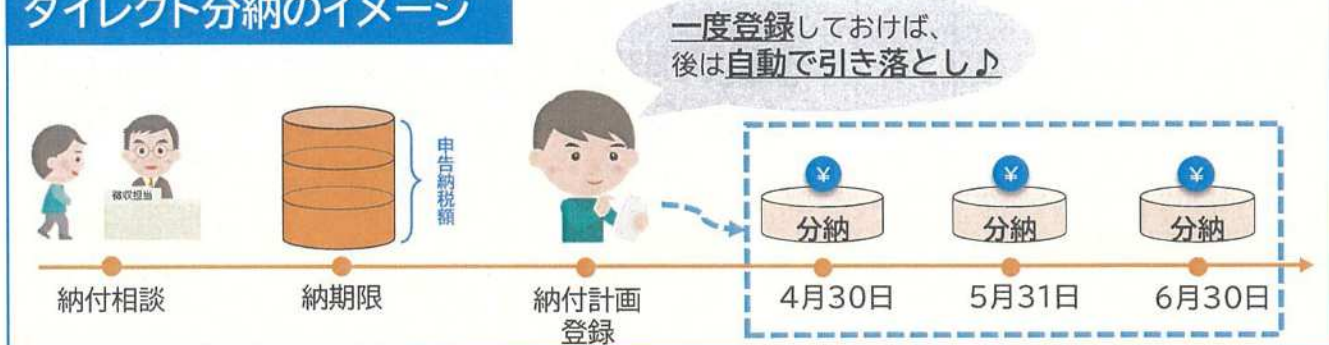 ダイレクト分納のイメージ
一度登録しておけば、
後は自動で引き落とし♪
徴収担当
申告納税額
¥
¥
¥
分納
分納
分納
納付相談
納期限
納付計画
登録
4月30日
5月31日
6月30日